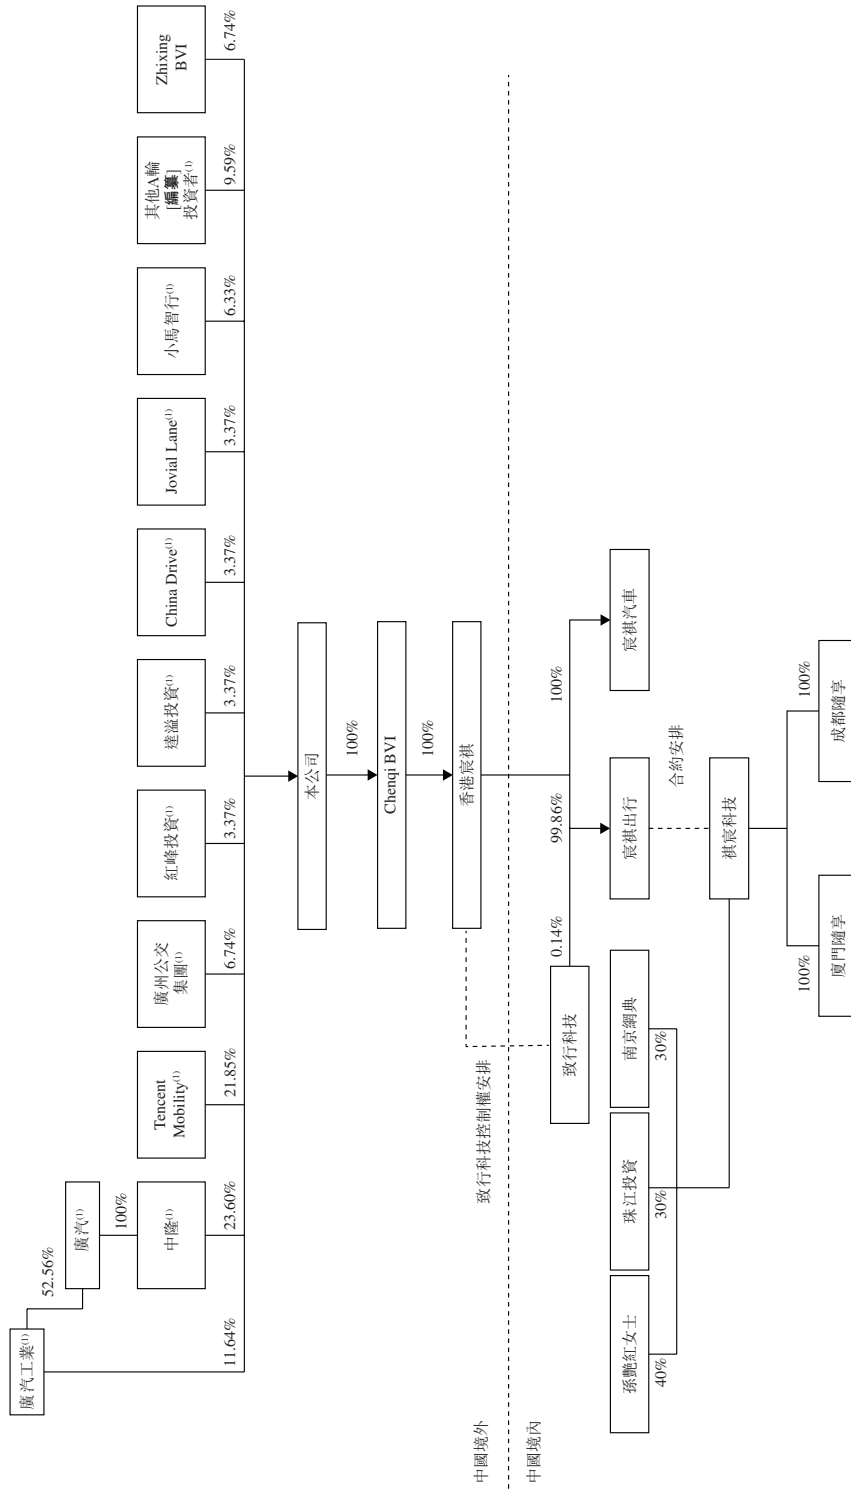 廣汽工業⁽¹⁾
52.56%
廣汽⁽¹⁾
100%
中隆⁽¹⁾
Tencent
Mobility⁽¹⁾
廣州公交
集團⁽¹⁾
紅峰投資⁽¹⁾
達溢投資⁽¹⁾
China Drive⁽¹⁾
Jovial Lane⁽¹⁾
小馬智行⁽¹⁾
其他A輪
[編纂]
投資者⁽¹⁾
Zhixing
BVI
11.64%
23.60%
21.85%
6.74%
3.37%
3.37%
3.37%
3.37%
6.33%
9.59%
6.74%
本公司
100%
Chenqi BVI
100%
香港宸祺
致行科技控制權安排
中國境外
中國境內
致行科技
0.14%
99.86%
100%
孫艷紅女士
珠江投資
南京網典
宸祺出行
宸祺汽車
40%
30%
30%
合約安排
祺宸科技
100%
100%
廈門隨享
成都隨享